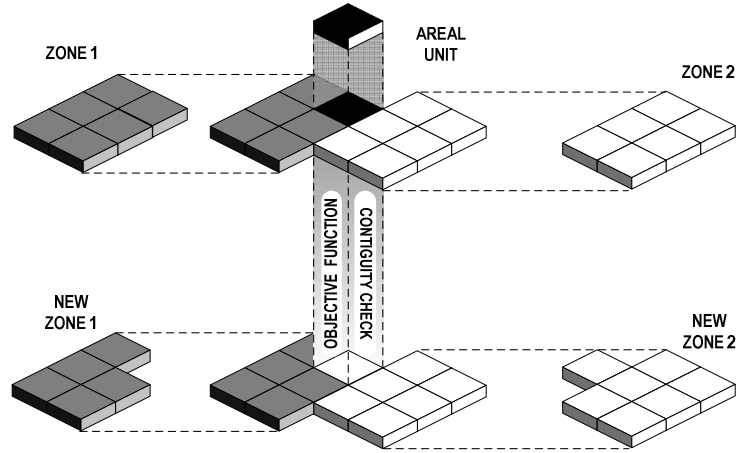 ZONE 1
AREAL
UNIT
ZONE 2
OBJECTIVE FUNCTION
CONTIGUITY CHECK
NEW
ZONE 1
NEW
ZONE 2